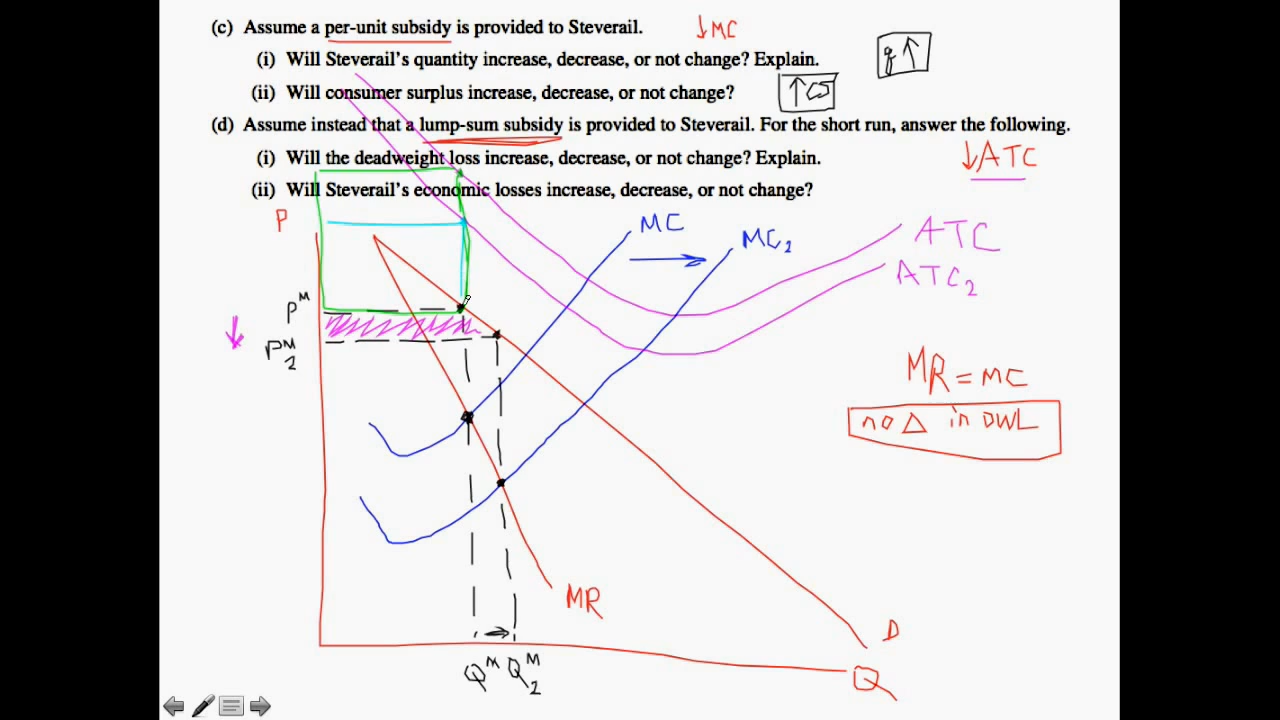 (c) Assume a per-unit subsidy is provided to Steverail. ↓MC
(i) Will Steverail's quantity increase, decrease, or not change? Explain. q↑
(ii) Will consumer surplus increase, decrease, or not change? ↑CS
(d) Assume instead that a lump-sum subsidy is provided to Steverail. For the short run, answer the following.
(i) Will the deadweight loss increase, decrease, or not change? Explain. ↓ATC
(ii) Will Steverail's economic losses increase, decrease, or not change?
P
MC
MC₂
ATC
ATC₂
Pᴹ
Pᴹ₂
MR = MC
no Δ in DWL
MR
D
Qᴹ Qᴹ₂
Q